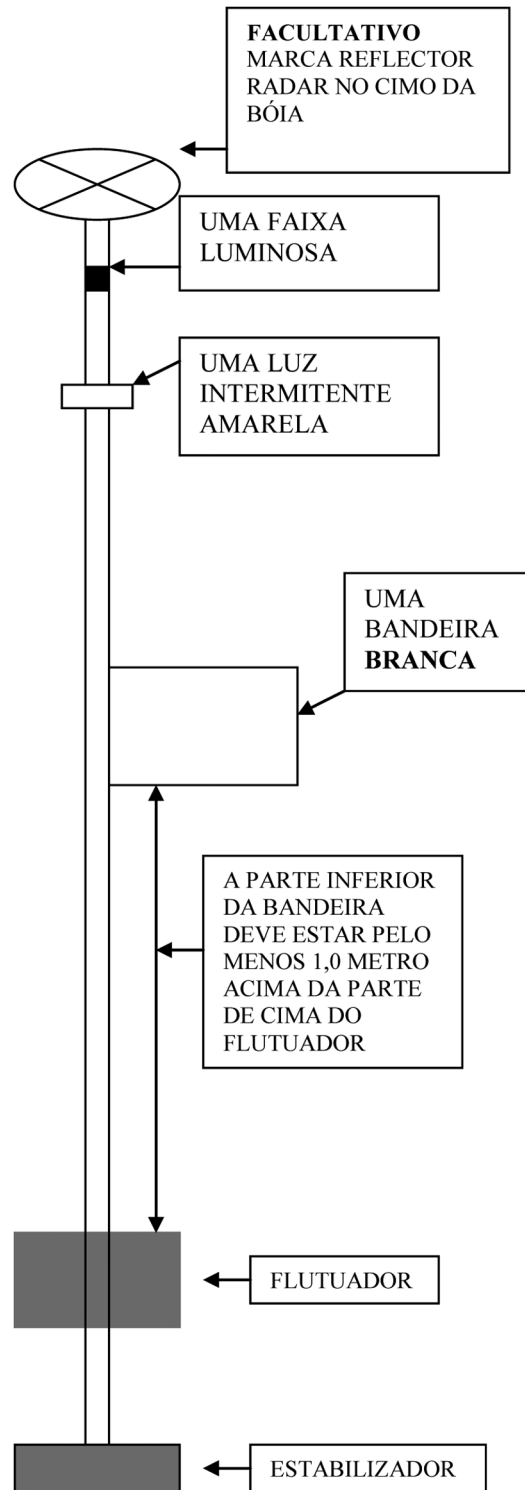 FACULTATIVO
MARCA REFLECTOR
RADAR NO CIMO DA
BÓIA
UMA FAIXA
LUMINOSA
UMA LUZ
INTERMITENTE
AMARELA
UMA
BANDEIRA
BRANCA
A PARTE INFERIOR
DA BANDEIRA
DEVE ESTAR PELO
MENOS 1,0 METRO
ACIMA DA PARTE
DE CIMA DO
FLUTUADOR
FLUTUADOR
ESTABILIZADOR